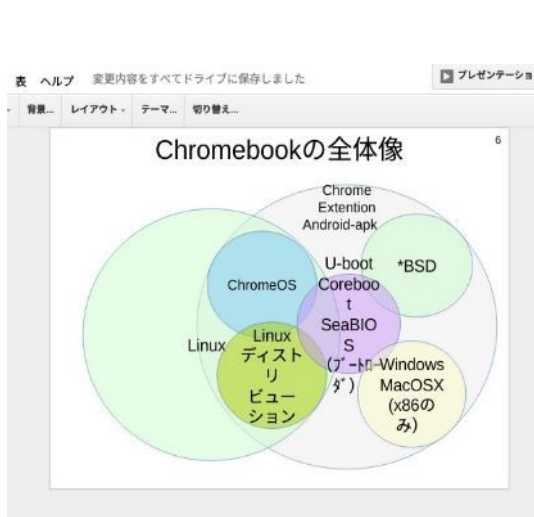 表 ヘルプ 変更内容をすべてドライブに保存しました
プレゼンテーショ
背景... レイアウト テーマ... 切り替え...
Chromebookの全体像
6
Chrome
Extention
Android-apk
U-boot
Coreboo
t
SeaBIO
S
(ブートロー
ダ)
*BSD
ChromeOS
Linux
Linux
ディスト
リ
ビュー
ション
Windows
MacOSX
(x86の
み)